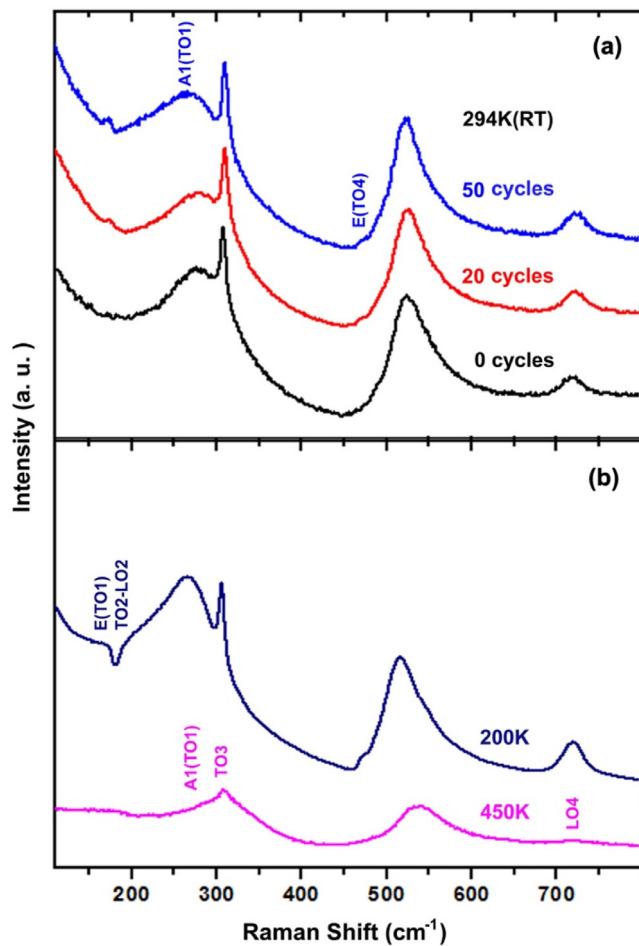 (a)
A1(TO1)
294K(RT)
E(TO4)
50 cycles
20 cycles
0 cycles
Intensity (a. u.)
(b)
E(TO1)
TO2-LO2
A1(TO1)
TO3
200K
450K
LO4
200 300 400 500 600 700
Raman Shift (cm⁻¹)